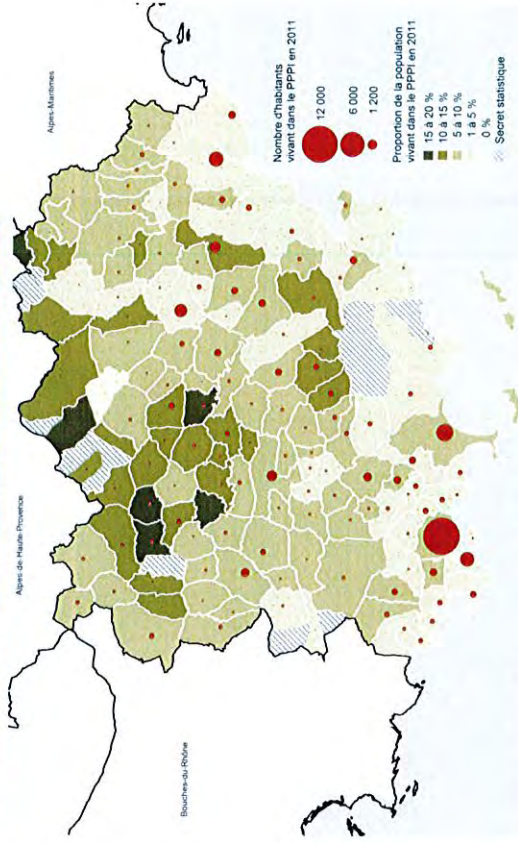 Alpes-de-Haute-Provence
Alpes-Maritimes
Bouches-du-Rhône
Nombre d'habitants
vivant dans le PPPI en 2011
12 000
6 000
1 200
Proportion de la population
vivant dans le PPPI en 2011
15 à 20 %
10 à 15 %
5 à 10 %
1 à 5 %
0 %
Secret statistique